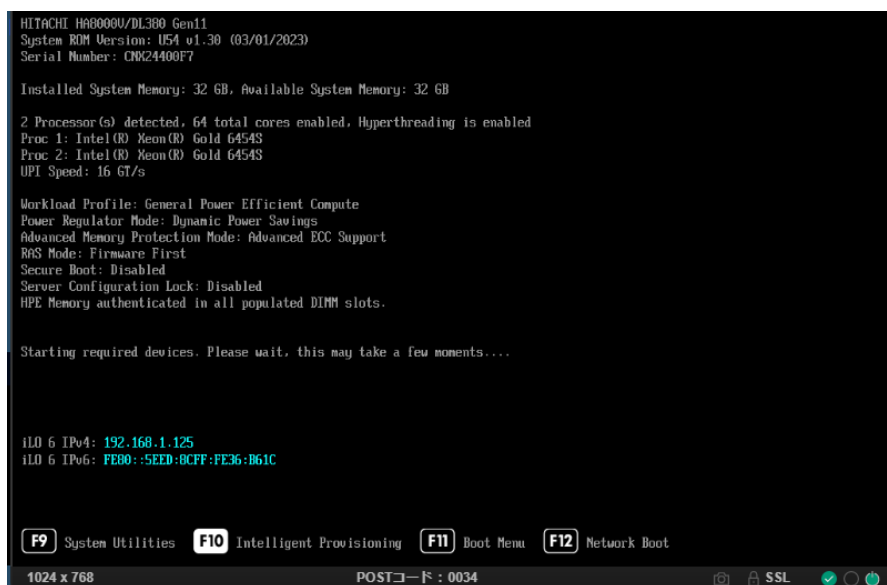 HITACHI HA8000V/DL380 Gen11
System ROM Version: U54 v1.30 (03/01/2023)
Serial Number: CNX24400F7
Installed System Memory: 32 GB, Available System Memory: 32 GB
2 Processor(s) detected, 64 total cores enabled, Hyperthreading is enabled
Proc 1: Intel(R) Xeon(R) Gold 6454S
Proc 2: Intel(R) Xeon(R) Gold 6454S
UPI Speed: 16 GT/s
Workload Profile: General Power Efficient Compute
Power Regulator Mode: Dynamic Power Savings
Advanced Memory Protection Mode: Advanced ECC Support
RAS Mode: Firmware First
Secure Boot: Disabled
Server Configuration Lock: Disabled
HPE Memory authenticated in all populated DIMM slots.
Starting required devices. Please wait, this may take a few moments....
iLO 6 IPv4: 192.168.1.125
iLO 6 IPv6: FE80::5EED:8CFF:FE36:B61C
F9 System Utilities F10 Intelligent Provisioning F11 Boot Menu F12 Network Boot
1024 x 768 POSTコード：0034 SSL